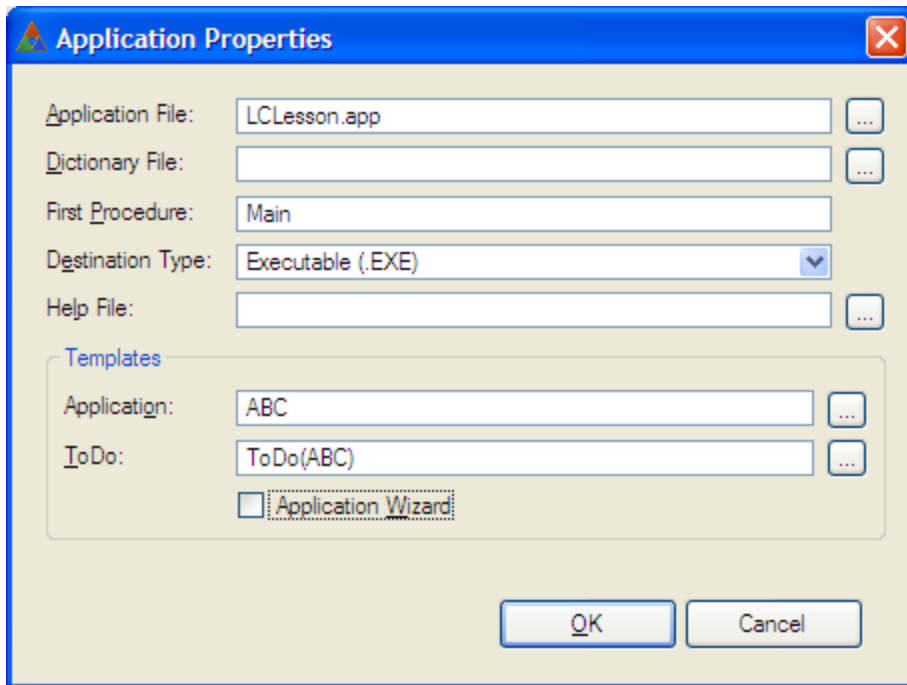 Application Properties
Application File: LCLesson.app ...
Dictionary File: ...
First Procedure: Main
Destination Type: Executable (.EXE)
Help File: ...
Templates
Application: ABC ...
ToDo: ToDo(ABC) ...
Application Wizard
OK Cancel